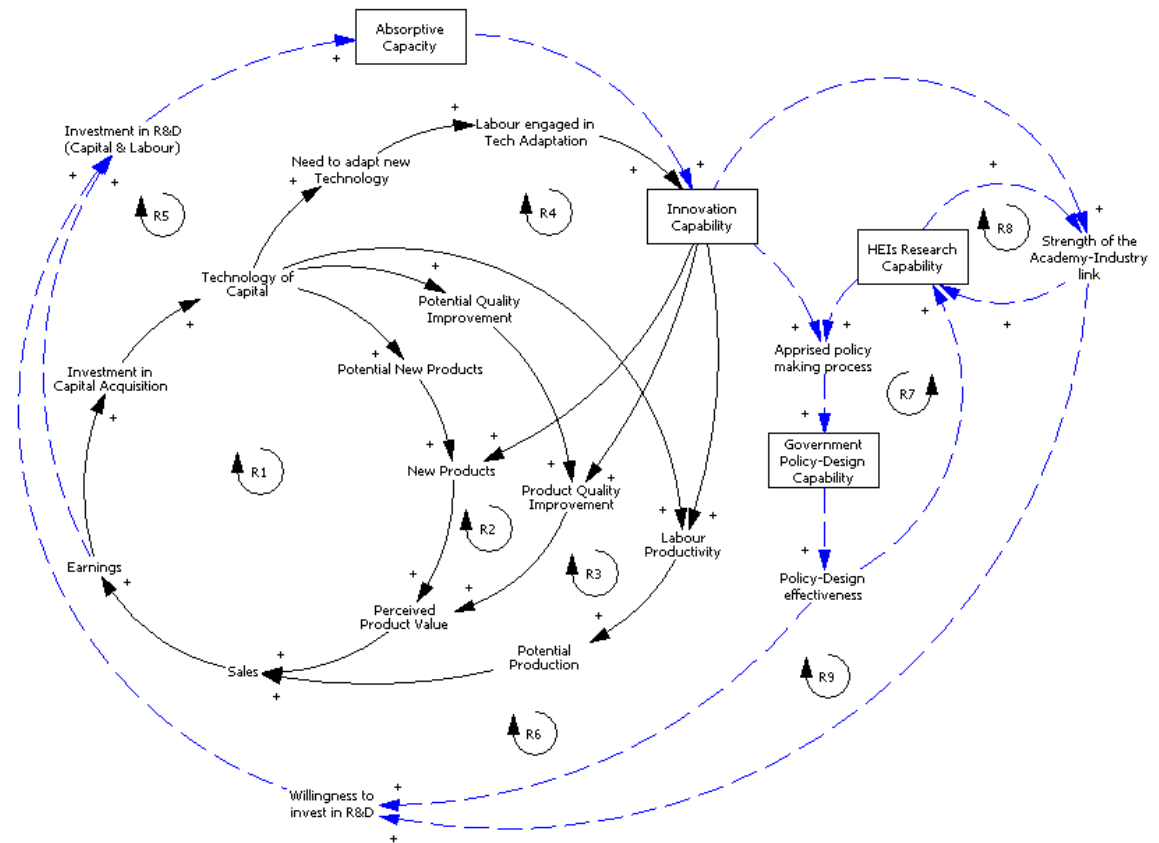 Absorptive
Capacity
+
+
Investment in R&D
(Capital & Labour)
Labour engaged in
Tech Adaptation
+
+
+
Need to adapt new
Technology
+
+
+
R5
R4
Innovation
Capability
+
R8
+
HEIs Research
Capability
Strength of the
Academy-Industry
link
Technology of
Capital
+
Potential Quality
Improvement
+
+
+
+
+
+
Apprised policy
making process
Potential New Products
Investment in
Capital Acquisition
+
R7
+
+
+
Government
Policy-Design
Capability
R1
New Products
+
+
Product Quality
Improvement
R2
+
+
Labour
Productivity
+
Earnings
+
+
+
R3
Policy-Design
effectiveness
Perceived
Product Value
+
+
Potential
Production
Sales
+
R9
R6
+
Willingness to
invest in R&D
+